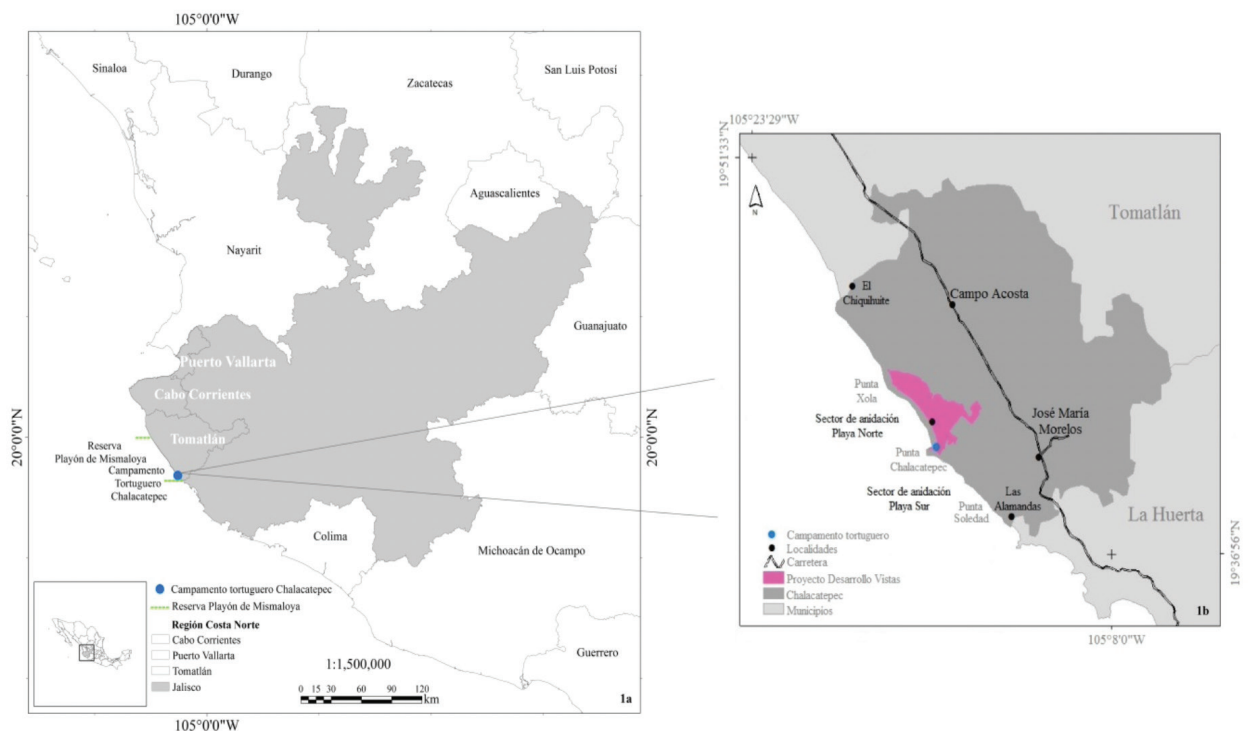 105°0'0"W
Sinaloa
Durango
Zacatecas
San Luis Potosí
Aguascalientes
Nayarit
Guanajuato
Puerto Vallarta
Cabo Corrientes
Tomatlán
20°0'0"N
20°0'0"N
Reserva
Playón de Mismaloya
Campamento
Tortuguero
Chalacatepec
Colima
Michoacán de Ocampo
Guerrero
Campamento tortuguero Chalacatepec
Reserva Playón de Mismaloya
Región Costa Norte
Cabo Corrientes
Puerto Vallarta
Tomatlán
Jalisco
1:1,500,000
0 15 30 60 90 120
km
1a
105°0'0"W
105°23'29"W
19°51'33"N
N
Tomatlán
El
Chiquihuite
Campo Acosta
Punta
Xola
Sector de anidación
Playa Norte
José María
Morelos
Punta
Chalacatepec
Sector de anidación
Playa Sur
Punta
Soledad
Las
Alamandas
La Huerta
Campamento tortuguero
Localidades
Carretera
Proyecto Desarrollo Vistas
Chalacatepec
Municipios
1b
19°36'56"N
105°8'0"W